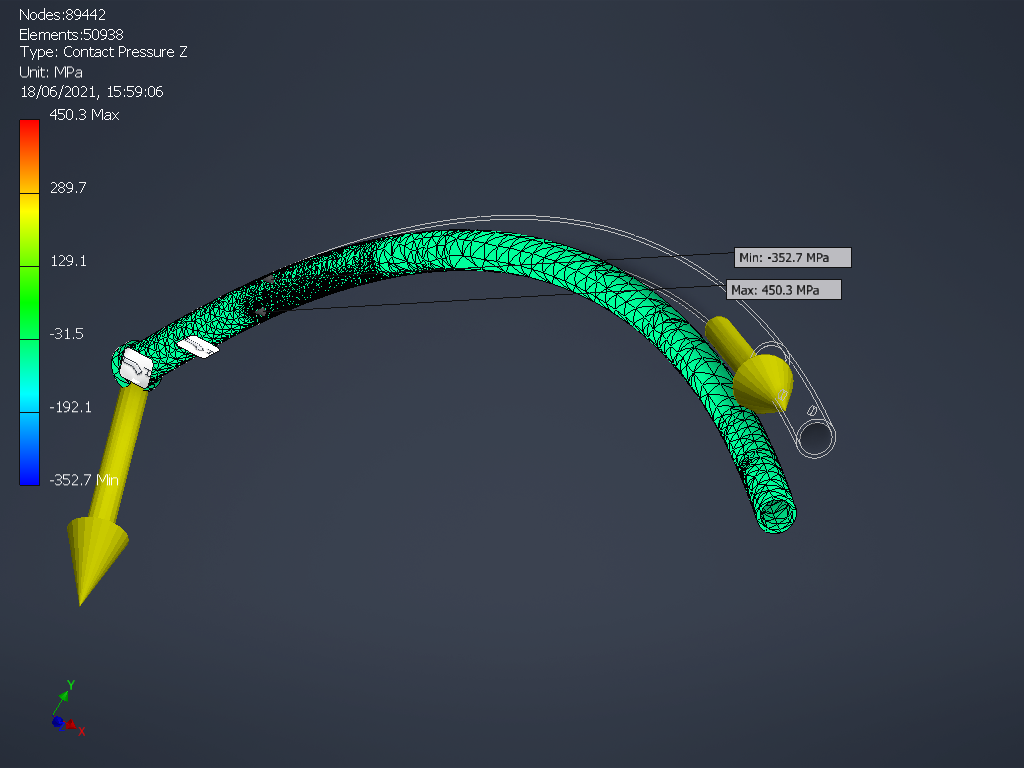 Nodes:89442
Elements:50938
Type: Contact Pressure Z
Unit: MPa
18/06/2021, 15:59:06
450.3 Max
289.7
129.1
-31.5
-192.1
-352.7 Min
Min: -352.7 MPa
Max: 450.3 MPa
Y
X